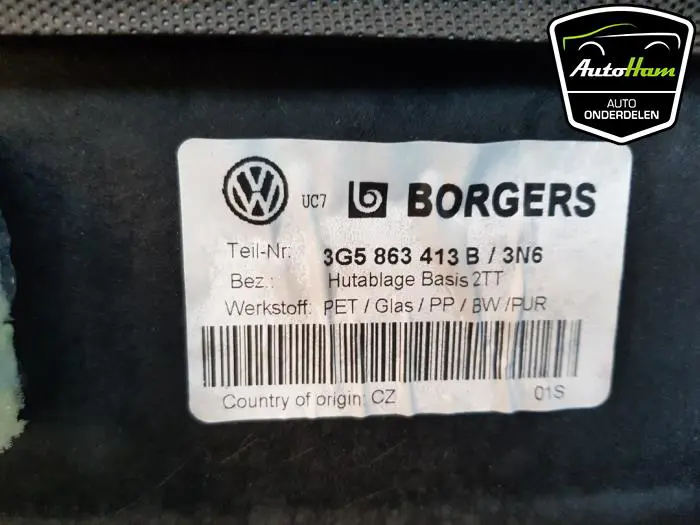 AutoHam
AUTO
ONDERDELEN
VW UC7 BORGERS
Teil-Nr: 3G5 863 413 B / 3N6
Bez.: Hutablage Basis 2TT
Werkstoff: PET / Glas / PP / BW /PUR
Country of origin: CZ 01S